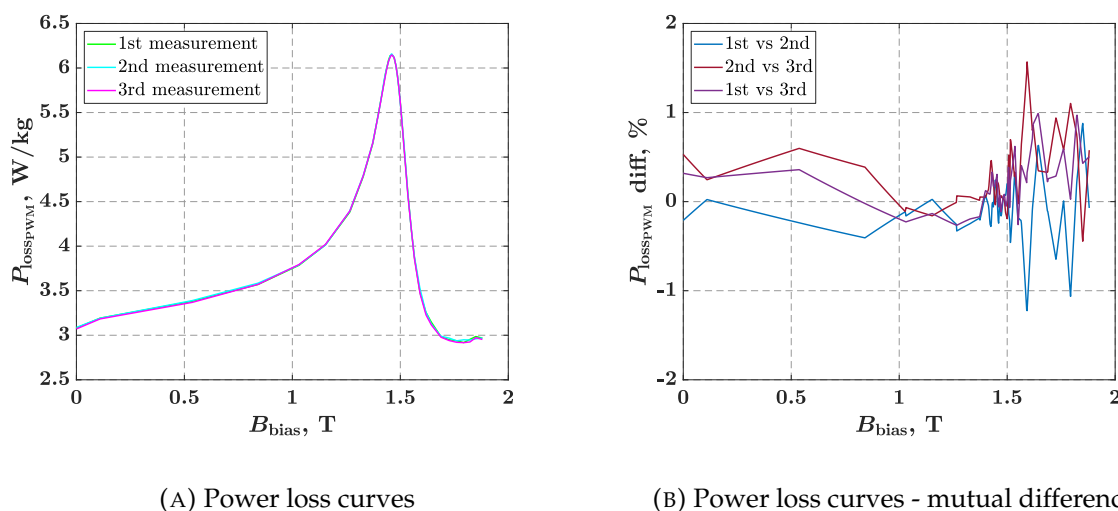 6.5
6
5.5
5
4.5
4
3.5
3
2.5
P_lossPWM, W/kg
1st measurement
2nd measurement
3rd measurement
0 0.5 1 1.5 2
B_bias, T
(A) Power loss curves
2
1
0
-1
-2
P_lossPWM diff, %
1st vs 2nd
2nd vs 3rd
1st vs 3rd
0 0.5 1 1.5 2
B_bias, T
(B) Power loss curves - mutual differenc